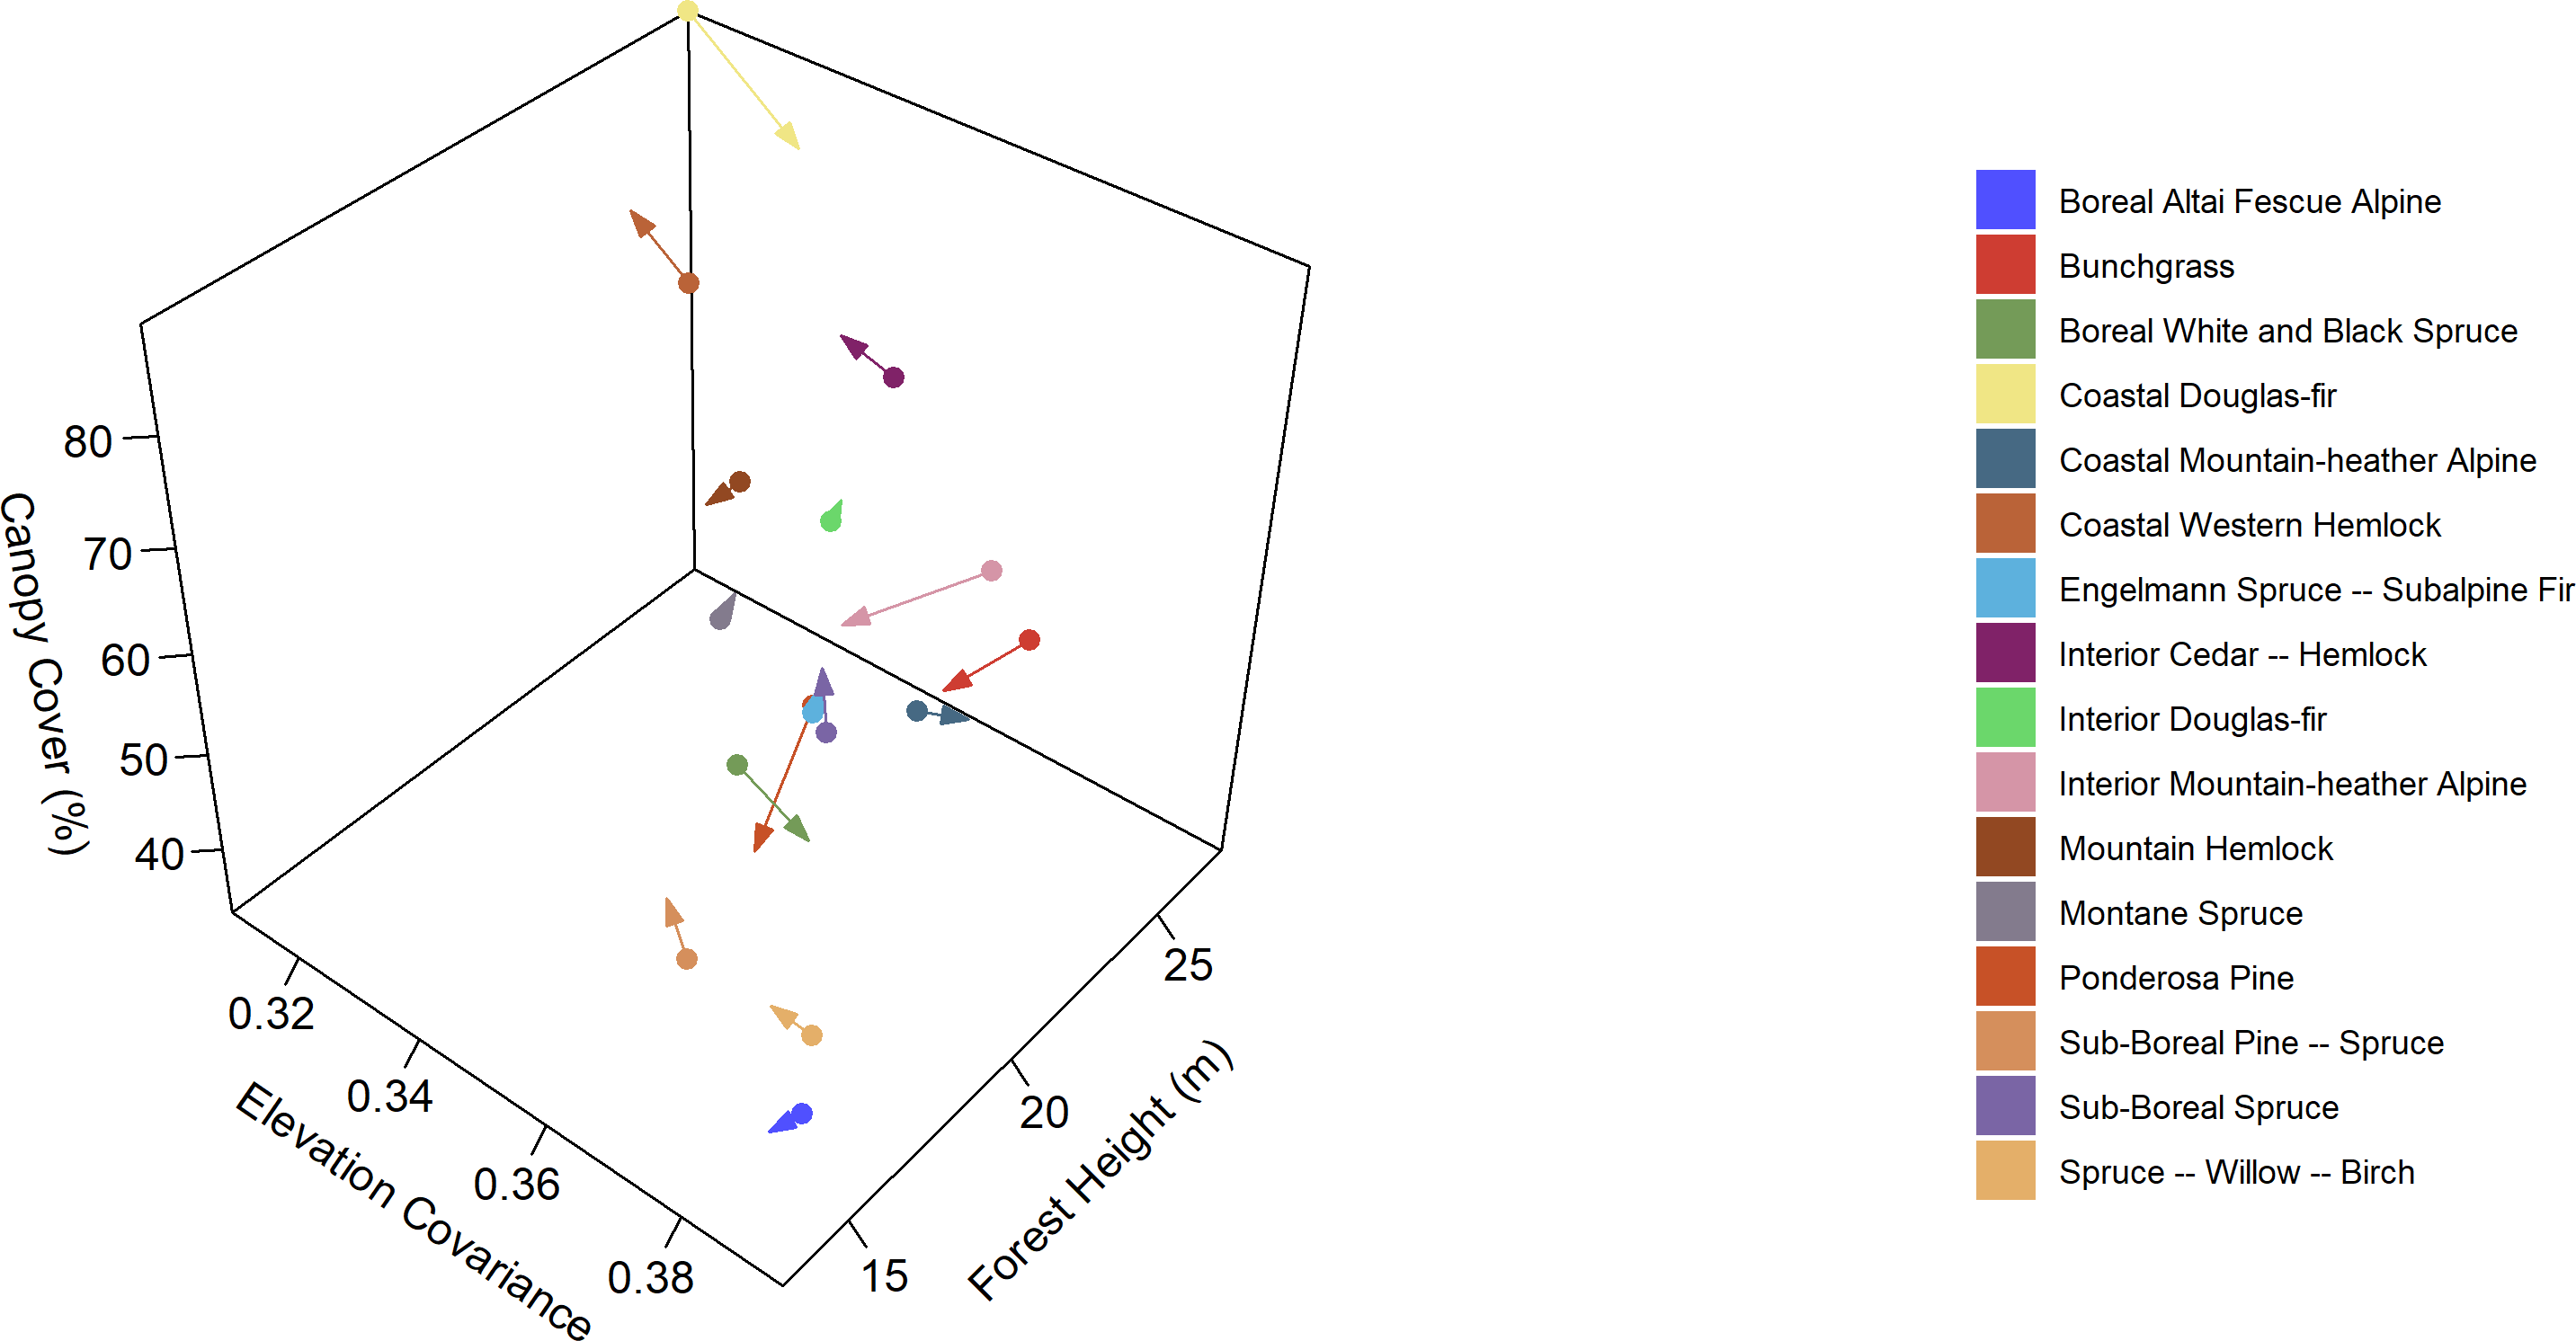 80
70
60
50
40
Canopy Cover (%)
0.32
0.34
0.36
0.38
Elevation Covariance
15
20
25
Forest Height (m)
Boreal Altai Fescue Alpine
Bunchgrass
Boreal White and Black Spruce
Coastal Douglas-fir
Coastal Mountain-heather Alpine
Coastal Western Hemlock
Engelmann Spruce -- Subalpine Fir
Interior Cedar -- Hemlock
Interior Douglas-fir
Interior Mountain-heather Alpine
Mountain Hemlock
Montane Spruce
Ponderosa Pine
Sub-Boreal Pine -- Spruce
Sub-Boreal Spruce
Spruce -- Willow -- Birch